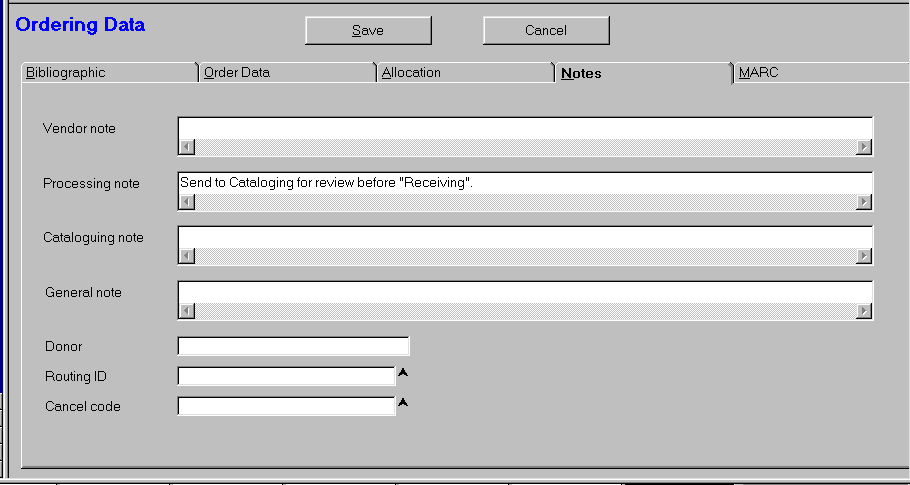 Ordering Data
Save Cancel
Bibliographic Order Data Allocation Notes MARC
Vendor note
Processing note Send to Cataloging for review before "Receiving".
Cataloguing note
General note
Donor
Routing ID
Cancel code